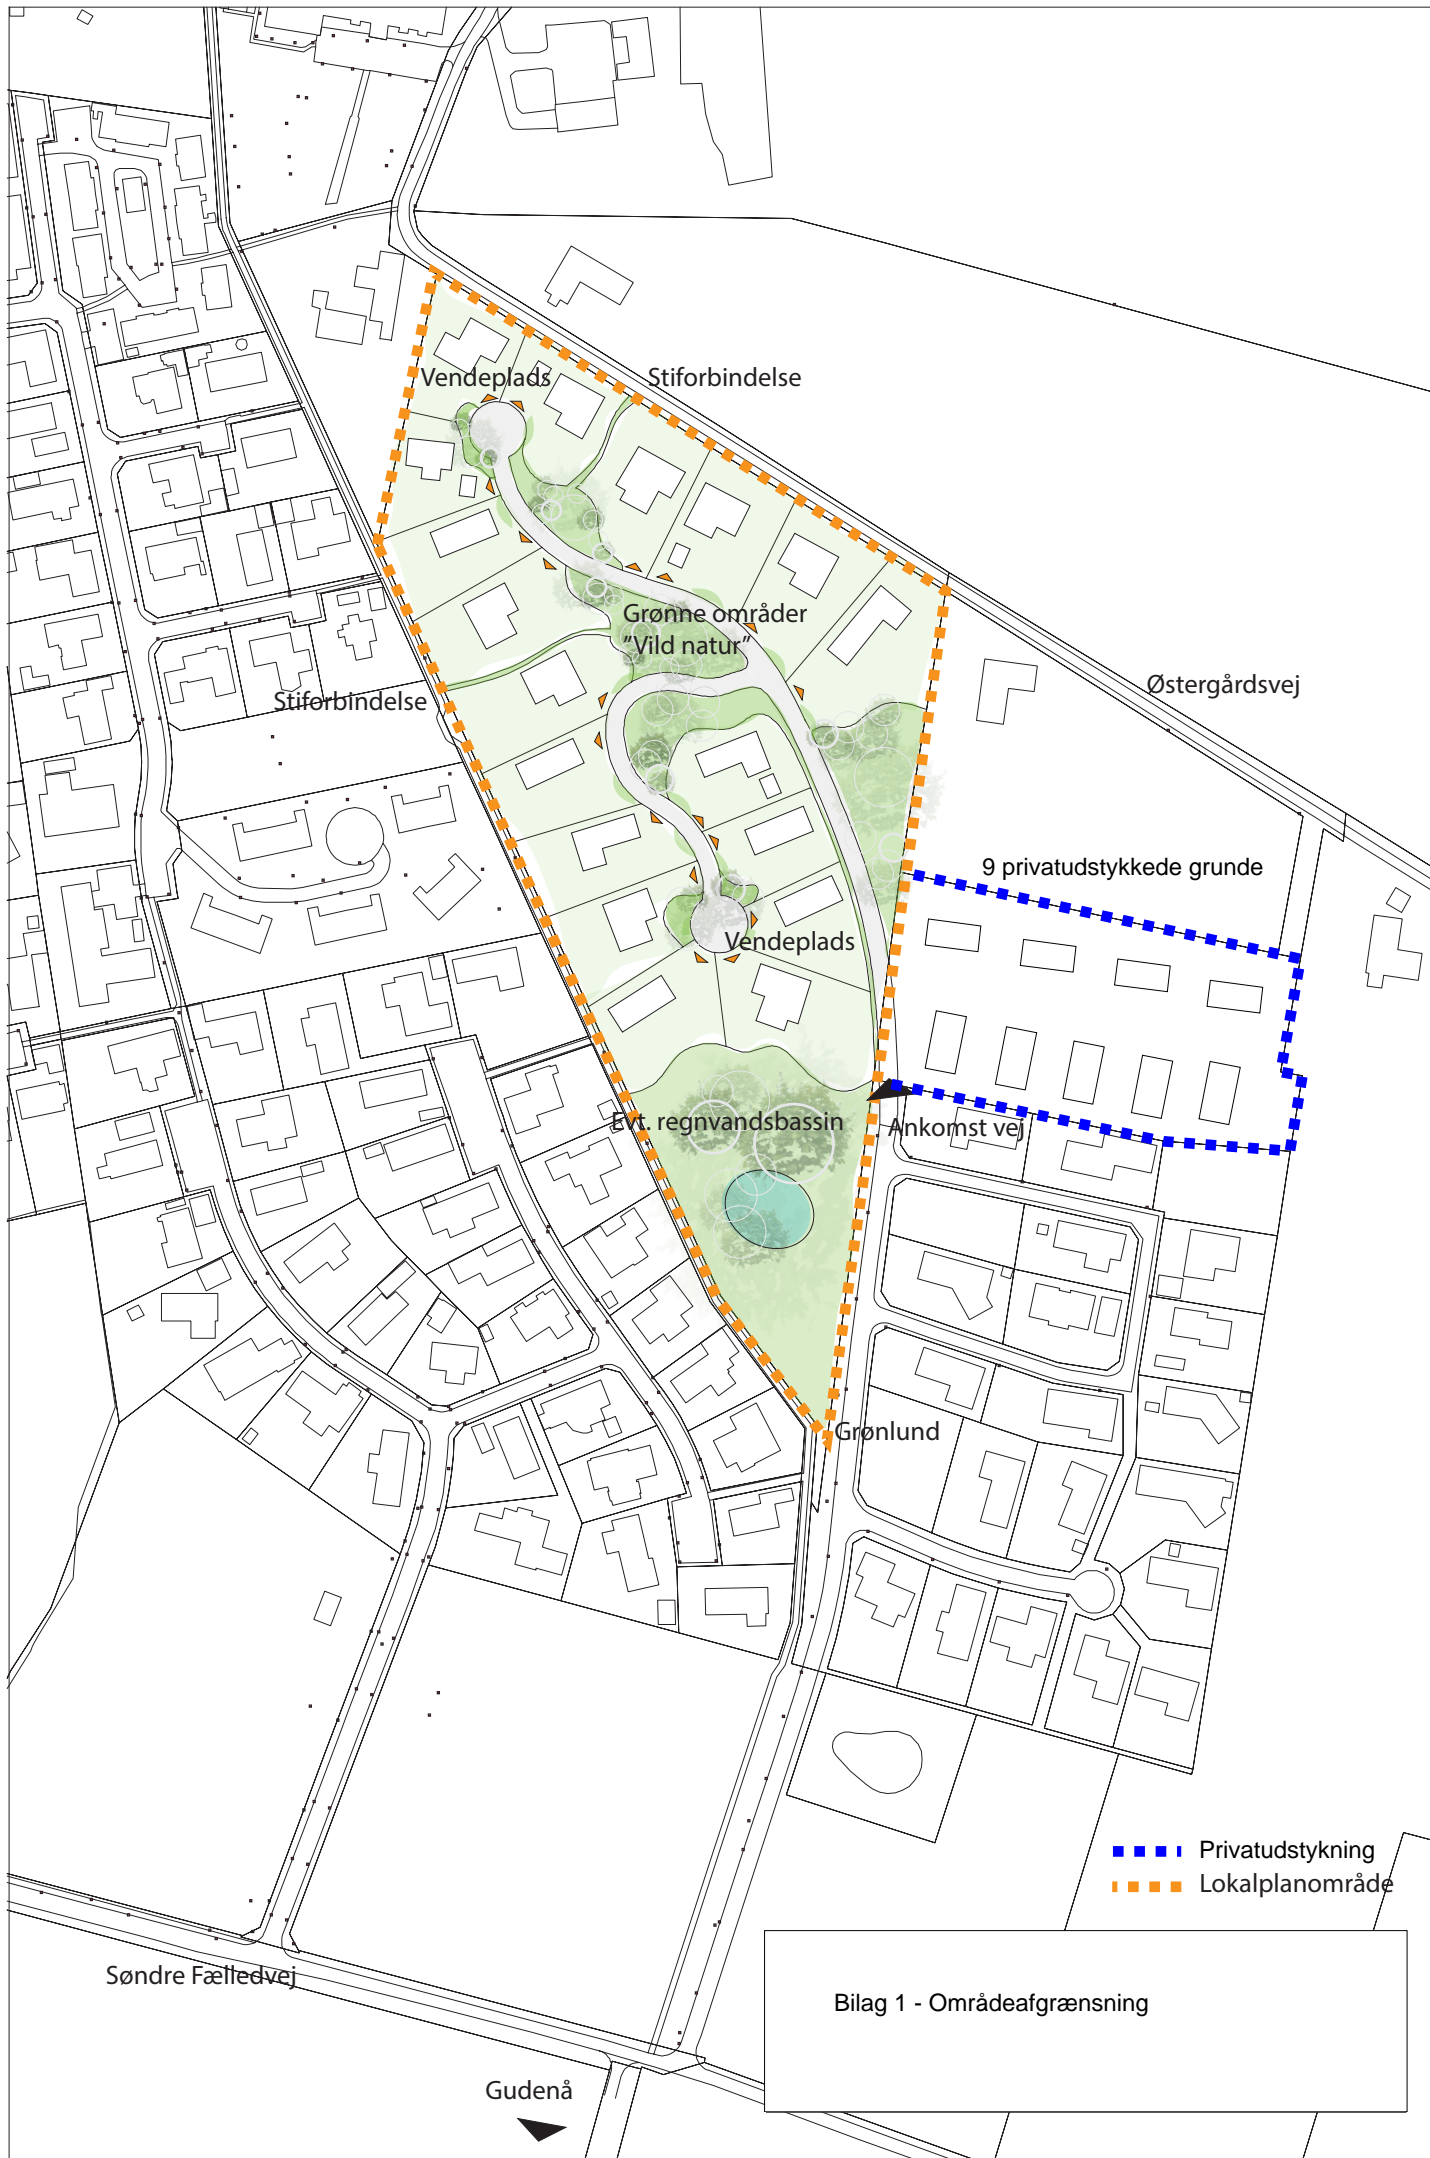 Vendeplads
Stiforbindelse
Grønne områder
"Vild natur"
Stiforbindelse
Østergårdsvej
9 privatudstykkede grunde
Vendeplads
Evt. regnvandsbassin
Ankomst vej
Grønlund
Privatudstykning
Lokalplanområde
Søndre Fælledvej
Bilag 1 - Områdeafgrænsning
Gudenå